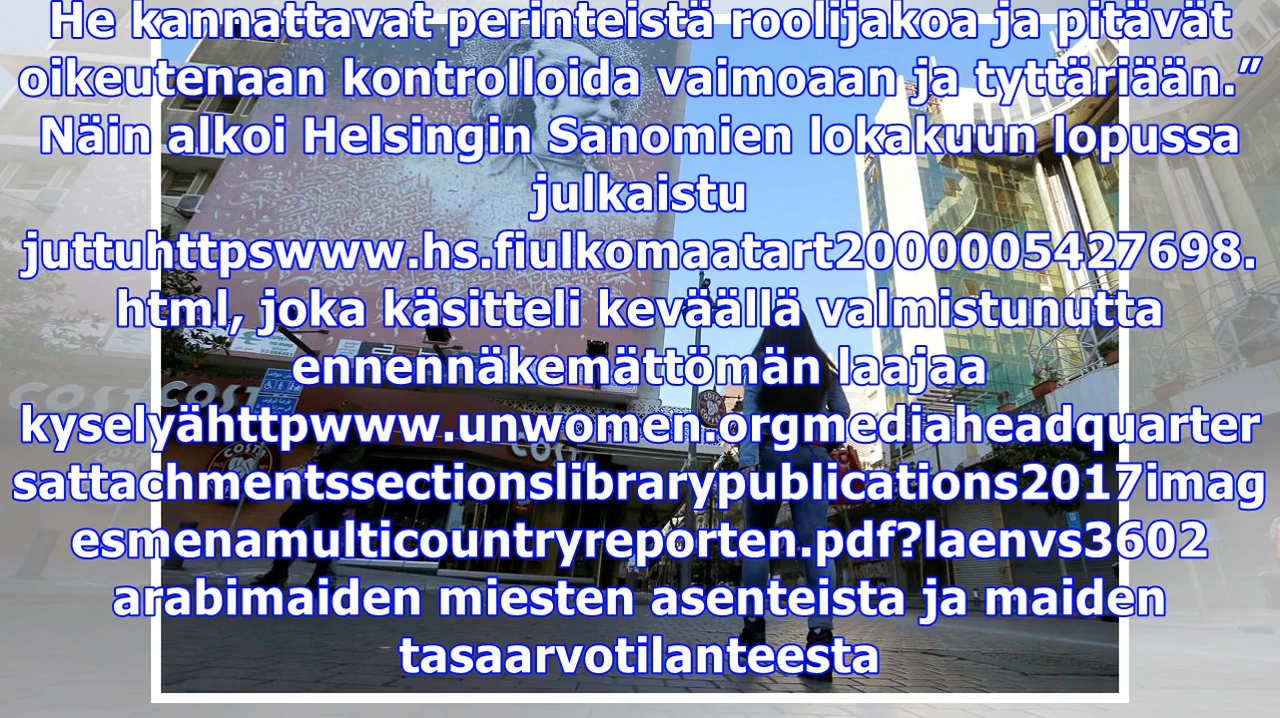 He kannattavat perinteistä roolijakoa ja pitävät
oikeutenaan kontrolloida vaimoaan ja tyttäriään.”
Näin alkoi Helsingin Sanomien lokakuun lopussa
julkaistu
juttuhttpswww.hs.fiulkomaatart2000005427698.
html, joka käsitteli keväällä valmistunutta
ennennäkemättömän laajaa
kyselyähttpwww.unwomen.orgmediaheadquarter
sattachmentssectionslibrarypublications2017imag
esmenamulticountryreporten.pdf?laenvs3602
arabimaiden miesten asenteista ja maiden
tasaarvotilanteesta
COSTA